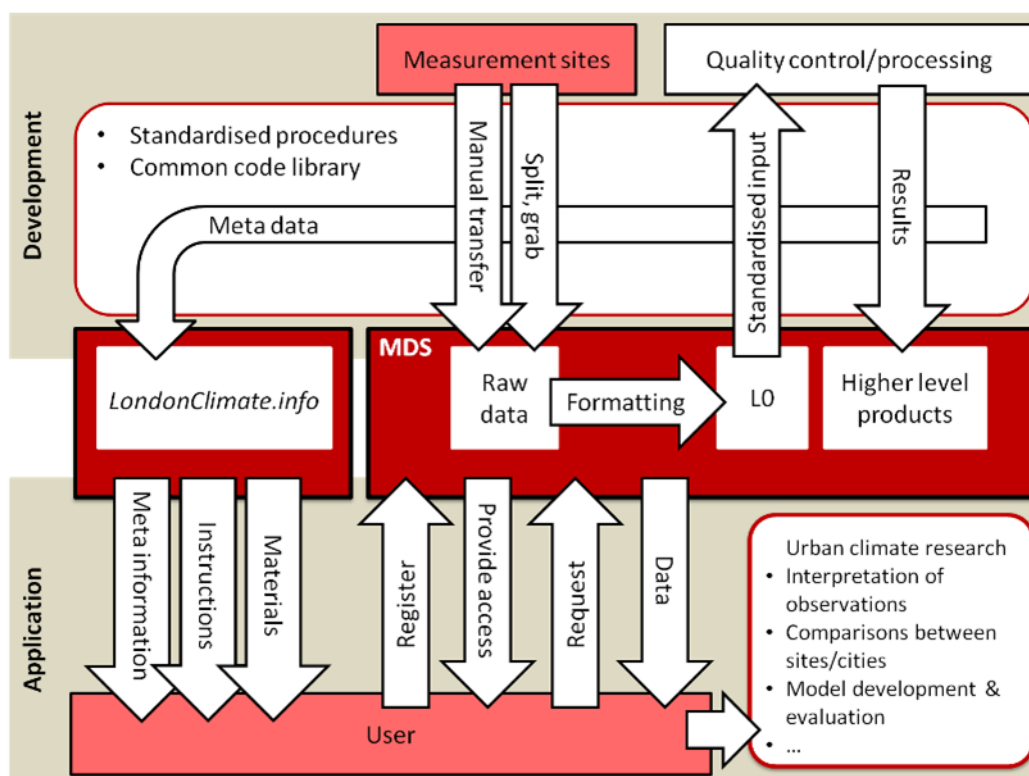 Development
Measurement sites
Quality control/processing
• Standardised procedures
• Common code library
Meta data
Manual transfer
Split, grab
Standardised input
Results
LondonClimate.info
MDS
Raw
data
Formatting
L0
Higher level
products
Application
Meta information
Instructions
Materials
Register
Provide access
Request
Data
User
Urban climate research
• Interpretation of
observations
• Comparisons between
sites/cities
• Model development &
evaluation
• ...